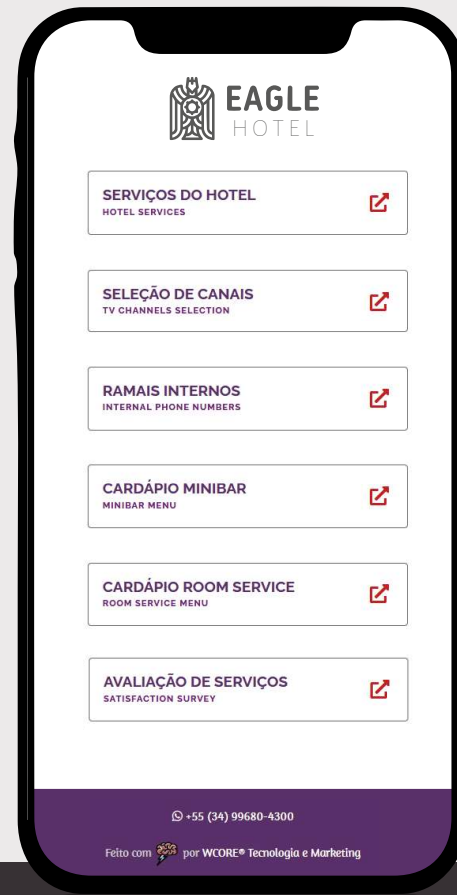 EAGLE
HOTEL
SERVIÇOS DO HOTEL
HOTEL SERVICES
SELEÇÃO DE CANAIS
TV CHANNELS SELECTION
RAMAIS INTERNOS
INTERNAL PHONE NUMBERS
CARDÁPIO MINIBAR
MINIBAR MENU
CARDÁPIO ROOM SERVICE
ROOM SERVICE MENU
AVALIAÇÃO DE SERVIÇOS
SATISFACTION SURVEY
+55 (34) 99680-4300
Feito com por WCORE® Tecnologia e Marketing